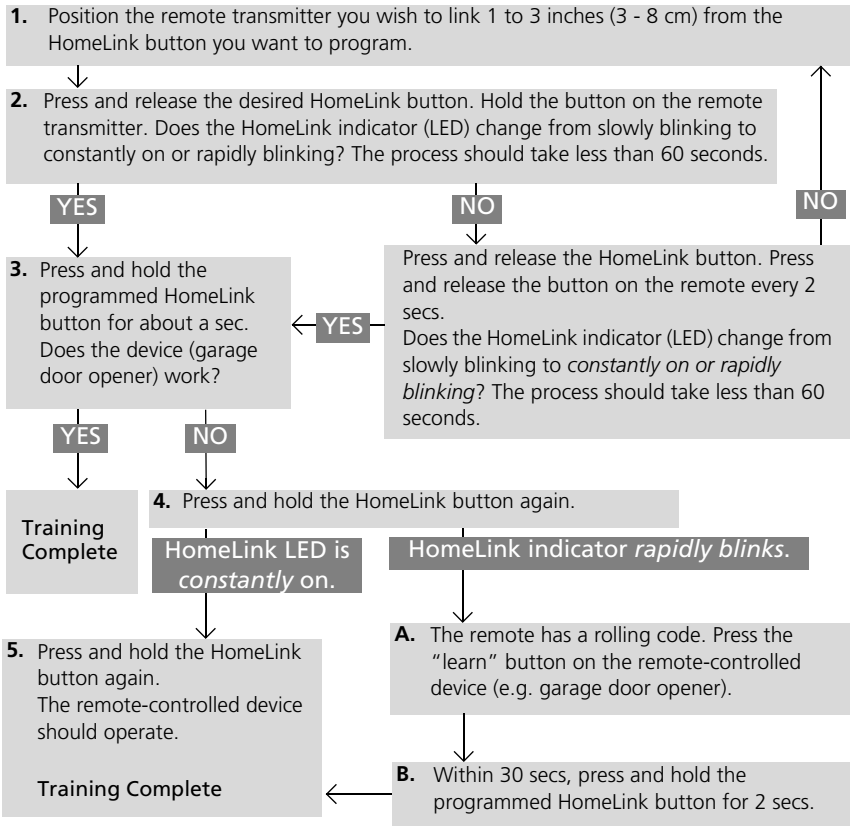 1. Position the remote transmitter you wish to link 1 to 3 inches (3 - 8 cm) from the
HomeLink button you want to program.
2. Press and release the desired HomeLink button. Hold the button on the remote
transmitter. Does the HomeLink indicator (LED) change from slowly blinking to
constantly on or rapidly blinking? The process should take less than 60 seconds.
YES
NO
NO
3. Press and hold the
programmed HomeLink
button for about a sec.
Does the device (garage
door opener) work?
YES
Press and release the HomeLink button. Press
and release the button on the remote every 2
secs.
Does the HomeLink indicator (LED) change from
slowly blinking to constantly on or rapidly
blinking? The process should take less than 60
seconds.
YES
NO
Training
Complete
4. Press and hold the HomeLink button again.
HomeLink LED is
constantly on.
HomeLink indicator rapidly blinks.
A. The remote has a rolling code. Press the
“learn” button on the remote-controlled
device (e.g. garage door opener).
5. Press and hold the HomeLink
button again.
The remote-controlled device
should operate.
Training Complete
B. Within 30 secs, press and hold the
programmed HomeLink button for 2 secs.